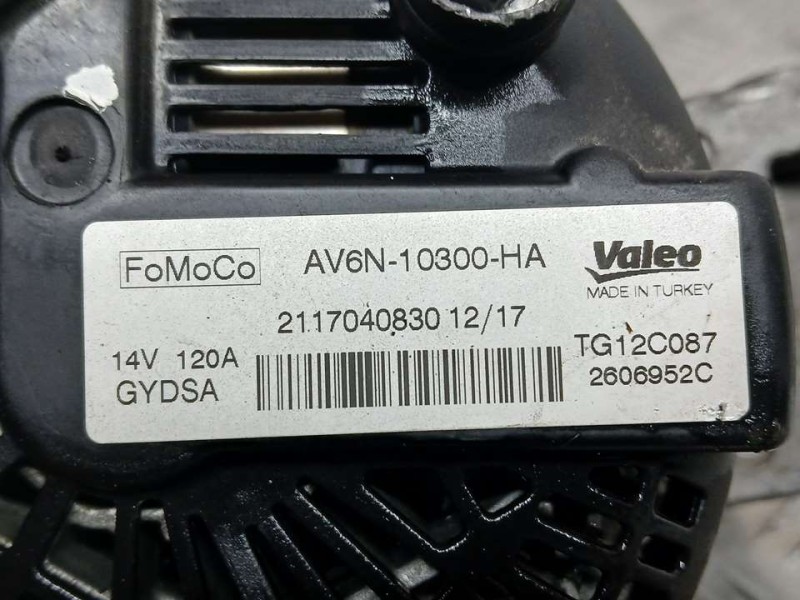 FoMoCo AV6N-10300-HA Valeo
MADE IN TURKEY
2117040830 12/17
14V 120A TG12C087
GYDSA 2606952C